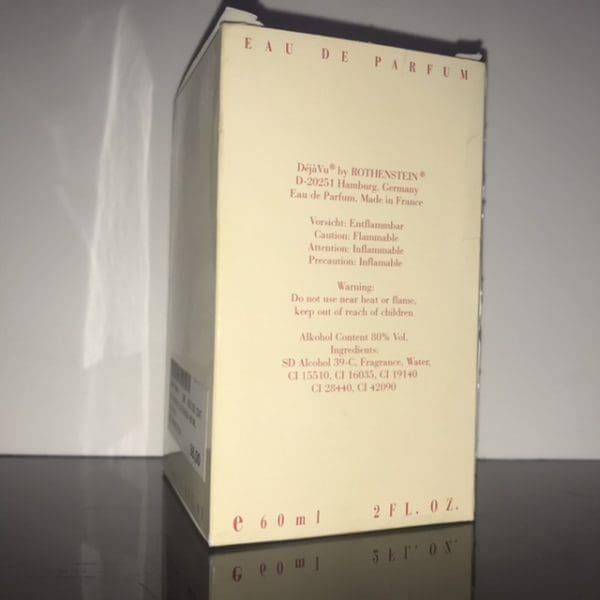 EAU DE PARFUM
DéjàVu® by ROTHENSTEIN®
D-20251 Hamburg, Germany
Eau de Parfum, Made in France
Vorsicht: Entflammbar
Caution: Flammable
Attention: Inflammable
Precaution: Inflamable
Warning:
Do not use near heat or flame,
keep out of reach of children
Alkohol Content 80% Vol.
Ingredients:
SD Alcohol 39-C, Fragrance, Water,
CI 15510, CI 16035, CI 19140
CI 28440, CI 42090
e 60 ml 2 FL. OZ.